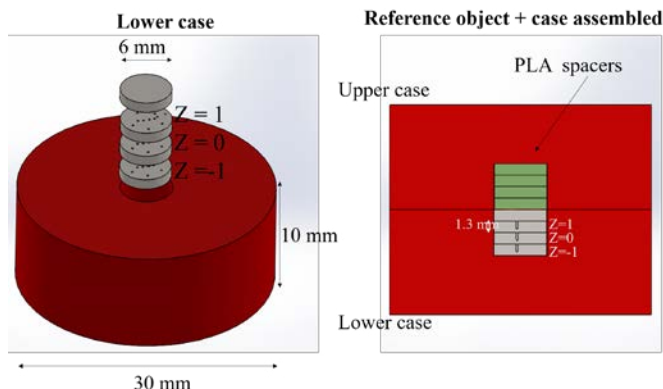 Lower case
6 mm
Z = 1
Z = 0
Z=-1
10 mm
30 mm
Reference object + case assembled
PLA spacers
Upper case
1.3 mm
Z=1
Z=0
Z=-1
Lower case